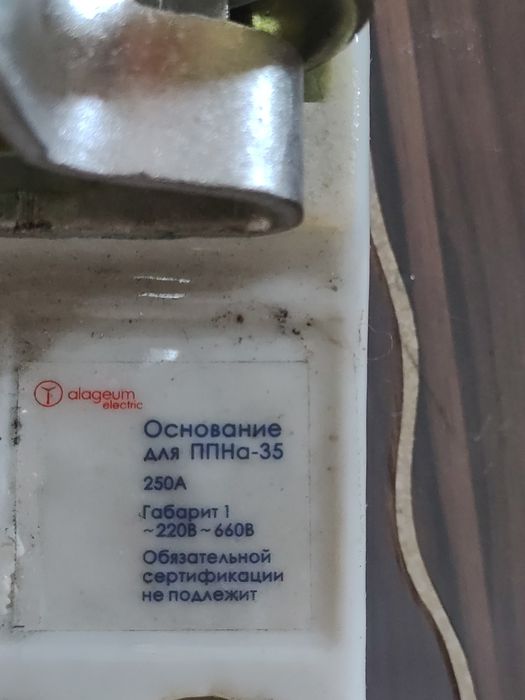 alageum
electric
Основание
для ППНа-35
250А
Габарит 1
~220В~660В
Обязательной
сертификации
не подлежит